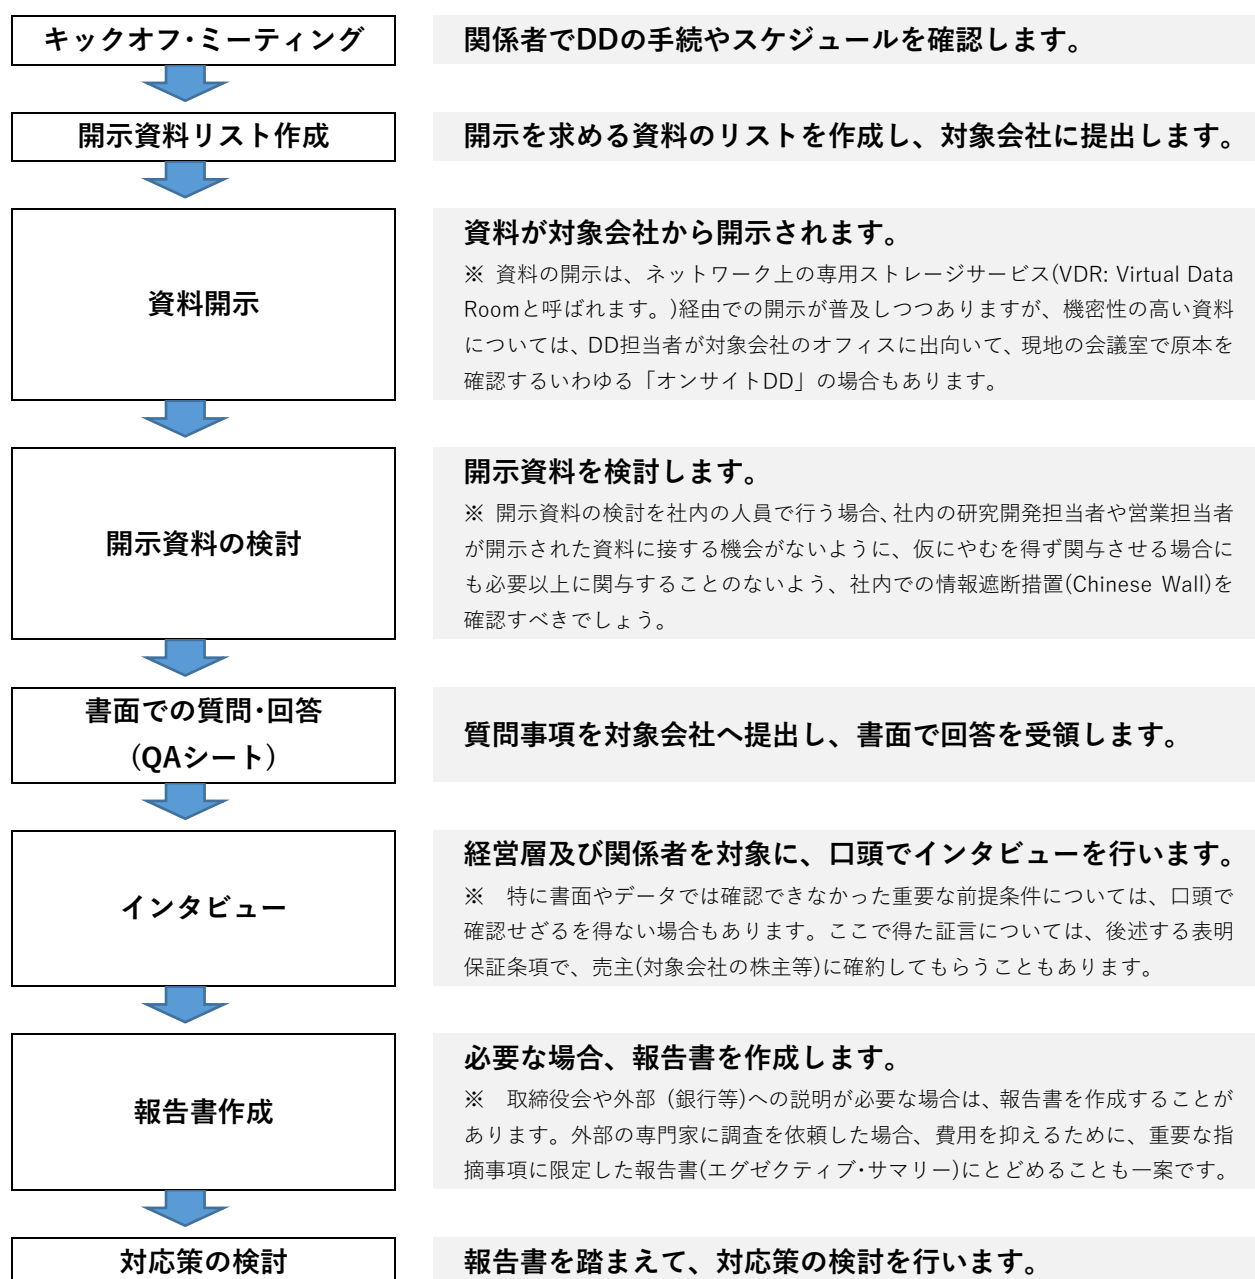 キックオフ･ミーティング
関係者でDDの手続やスケジュールを確認します。
開示資料リスト作成
開示を求める資料のリストを作成し、対象会社に提出します。
資料開示
資料が対象会社から開示されます。
※ 資料の開示は、ネットワーク上の専用ストレージサービス(VDR: Virtual Data
Roomと呼ばれます。)経由での開示が普及しつつありますが、機密性の高い資料
については、DD担当者が対象会社のオフィスに出向いて、現地の会議室で原本を
確認するいわゆる「オンサイトDD」の場合もあります。
開示資料の検討
開示資料を検討します。
※ 開示資料の検討を社内の人員で行う場合、社内の研究開発担当者や営業担当者
が開示された資料に接する機会がないように、仮にやむを得ず関与させる場合に
も必要以上に関与することのないよう、社内での情報遮断措置(Chinese Wall)を
確認すべきでしょう。
書面での質問･回答
（QAシート）
質問事項を対象会社へ提出し、書面で回答を受領します。
インタビュー
経営層及び関係者を対象に、口頭でインタビューを行います。
※　特に書面やデータでは確認できなかった重要な前提条件については、口頭で
確認せざるを得ない場合もあります。ここで得た証言については、後述する表明
保証条項で、売主(対象会社の株主等)に確約してもらうこともあります。
報告書作成
必要な場合、報告書を作成します。
※　取締役会や外部 (銀行等)への説明が必要な場合は、報告書を作成することが
あります。外部の専門家に調査を依頼した場合、費用を抑えるために、重要な指
摘事項に限定した報告書(エグゼクティブ･サマリー)にとどめることも一案です。
対応策の検討
報告書を踏まえて、対応策の検討を行います。